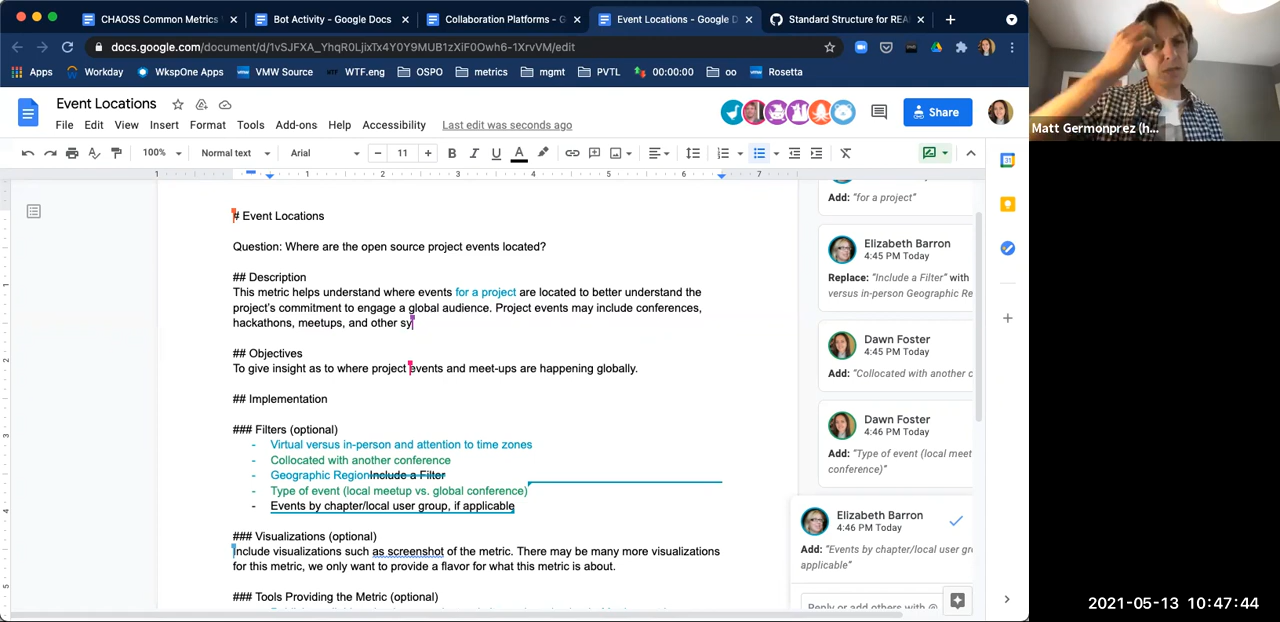 CHAOSS Common Metrics
Bot Activity - Google Docs
Collaboration Platforms - G
Event Locations - Google D
Standard Structure for REA
docs.google.com/document/d/1vSJFXA_YhqR0LjixTx4Y0Y9MUB1zXiF0Owh6-1XrvVM/edit
Apps
Workday
WkspOne Apps
VMW Source
WTF.eng
OSPO
metrics
mgmt
PVTL
00:00:00
oo
Rosetta
Event Locations
File Edit View Insert Format Tools Add-ons Help Accessibility Last edit was seconds ago
Share
100% Normal text Arial 11
1 1 2 3 4 5 6 7
# Event Locations
Question: Where are the open source project events located?
## Description
This metric helps understand where events for a project are located to better understand the
project's commitment to engage a global audience. Project events may include conferences,
hackathons, meetups, and other sy
## Objectives
To give insight as to where project events and meet-ups are happening globally.
## Implementation
### Filters (optional)
- Virtual versus in-person and attention to time zones
- Collocated with another conference
- Geographic RegionInclude a Filter
- Type of event (local meetup vs. global conference)
- Events by chapter/local user group, if applicable
### Visualizations (optional)
Include visualizations such as screenshot of the metric. There may be many more visualizations
for this metric, we only want to provide a flavor for what this metric is about.
### Tools Providing the Metric (optional)
Add: "for a project"
Elizabeth Barron
4:45 PM Today
Replace: "Include a Filter" with
versus in-person Geographic Re
Dawn Foster
4:45 PM Today
Add: "Collocated with another c
Dawn Foster
4:46 PM Today
Add: "Type of event (local meet
conference)"
Elizabeth Barron
4:46 PM Today
Add: "Events by chapter/local user gr
applicable"
Reply or add others with @
Matt Germonprez (h...
2021-05-13 10:47:44